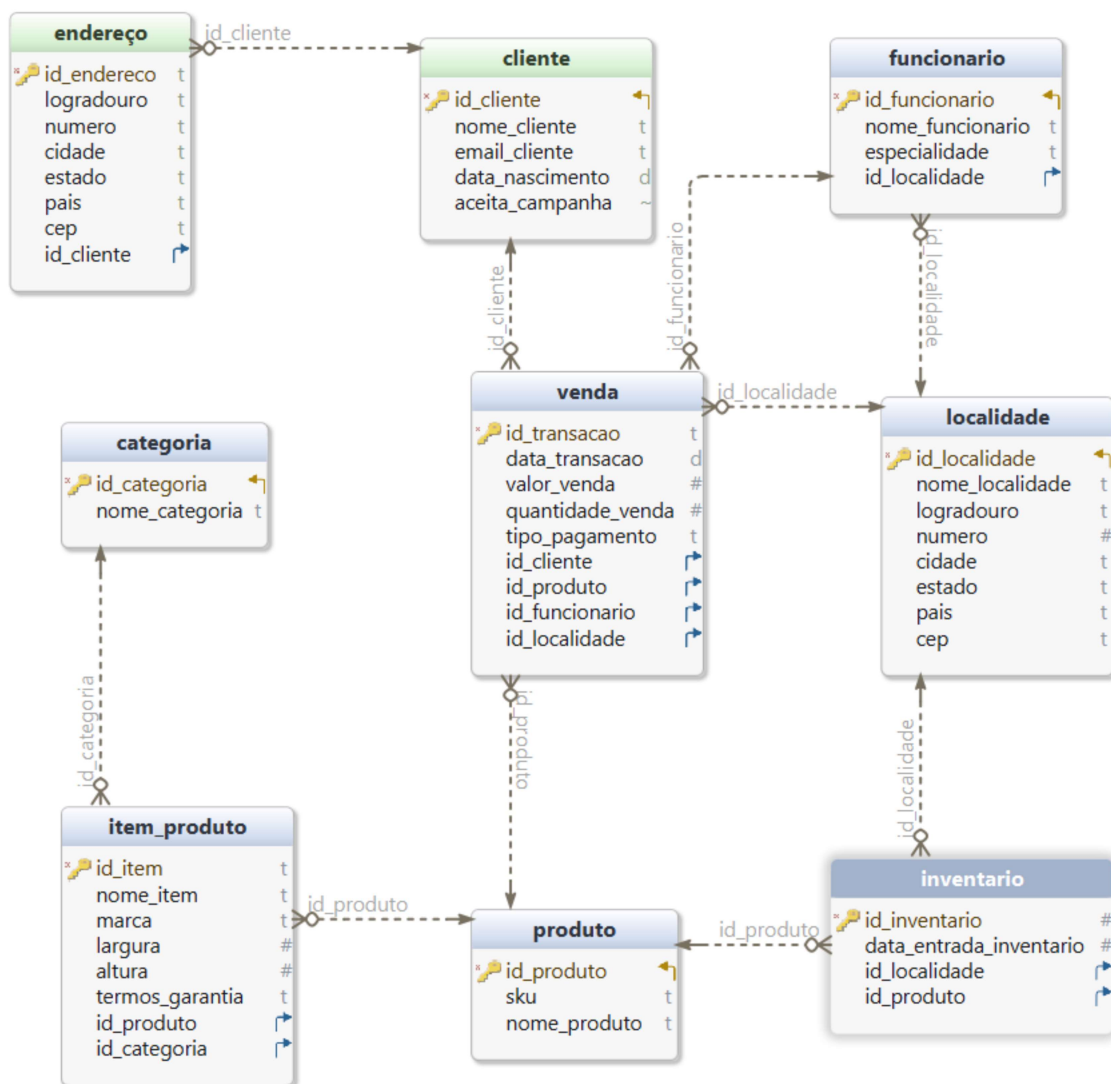 endereço
id_endereco t
logradouro t
numero t
cidade t
estado t
pais t
cep t
id_cliente
id_cliente
cliente
id_cliente
nome_cliente t
email_cliente t
data_nascimento d
aceita_campanha ~
funcionario
id_funcionario
nome_funcionario t
especialidade t
id_localidade
id_cliente
id_funcionario
id_localidade
venda
id_transacao t
data_transacao d
valor_venda #
quantidade_venda #
tipo_pagamento t
id_cliente
id_produto
id_funcionario
id_localidade
id_localidade
localidade
id_localidade
nome_localidade t
logradouro t
numero #
cidade t
estado t
pais t
cep t
categoria
id_categoria
nome_categoria t
id_categoria
id_produto
id_localidade
item_produto
id_item t
nome_item t
marca t
largura #
altura #
termos_garantia t
id_produto
id_categoria
id_produto
produto
id_produto
sku t
nome_produto t
id_produto
inventario
id_inventario #
data_entrada_inventario #
id_localidade
id_produto